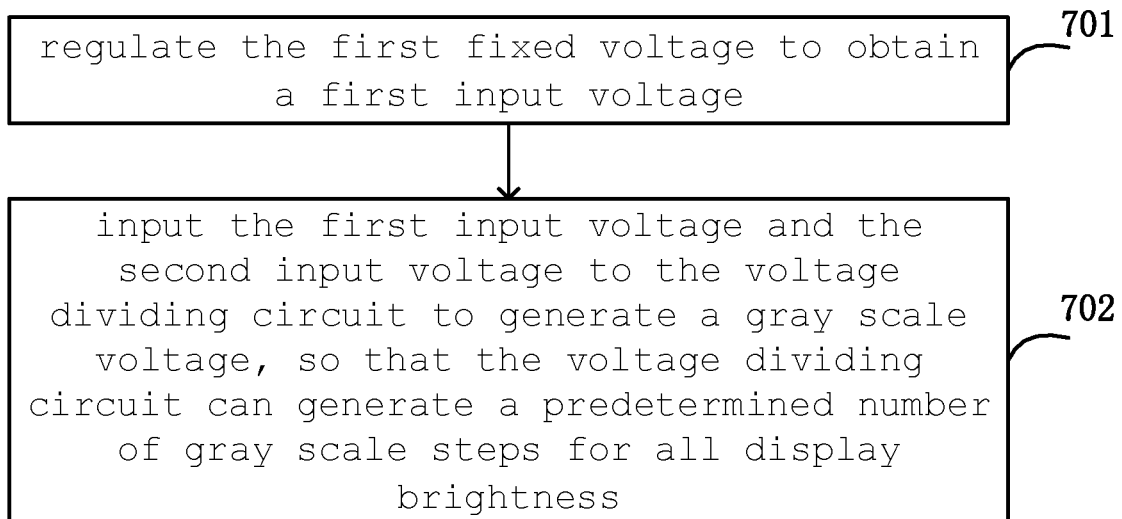 701
regulate the first fixed voltage to obtain
a first input voltage
input the first input voltage and the
second input voltage to the voltage
dividing circuit to generate a gray scale
702
voltage, so that the voltage dividing
circuit can generate a predetermined number
of gray scale steps for all display
brightness